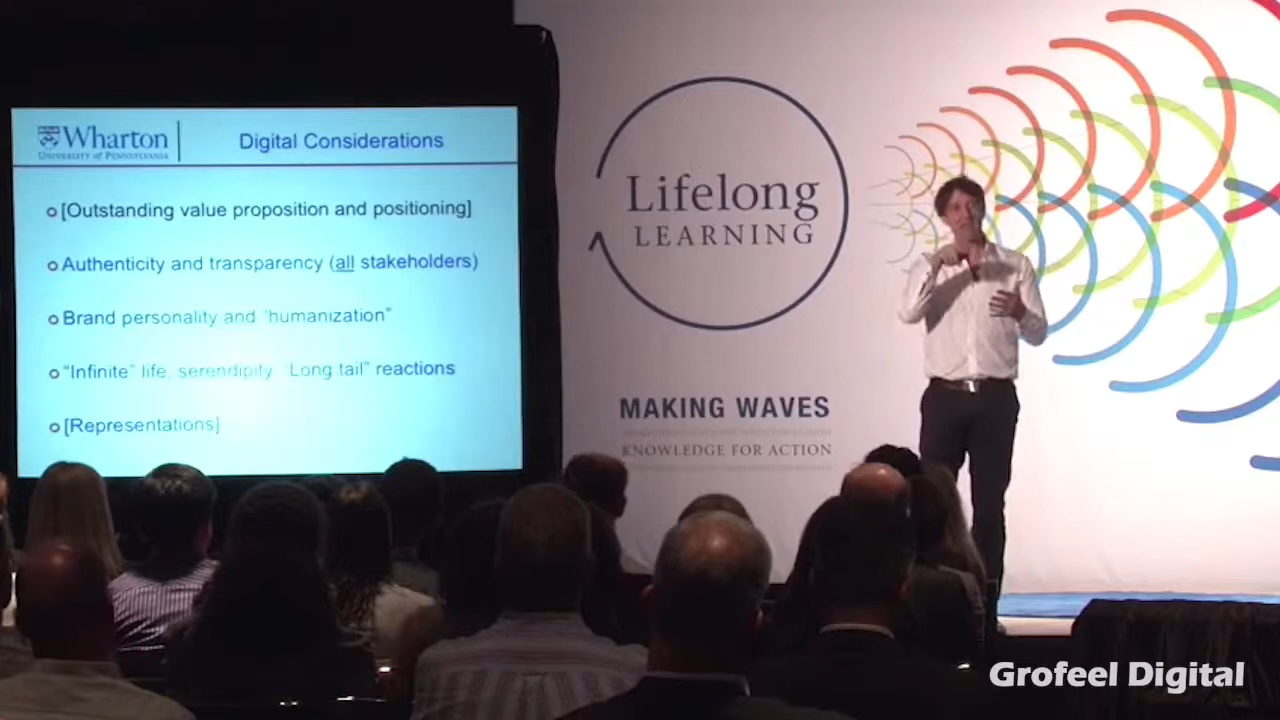 Wharton
UNIVERSITY of PENNSYLVANIA
Digital Considerations
[Outstanding value proposition and positioning]
Authenticity and transparency (all stakeholders)
Brand personality and "humanization"
"Infinite" life, serendipity "Long tail" reactions
[Representations]
Lifelong
LEARNING
MAKING WAVES
KNOWLEDGE FOR ACTION
Grofeel Digital